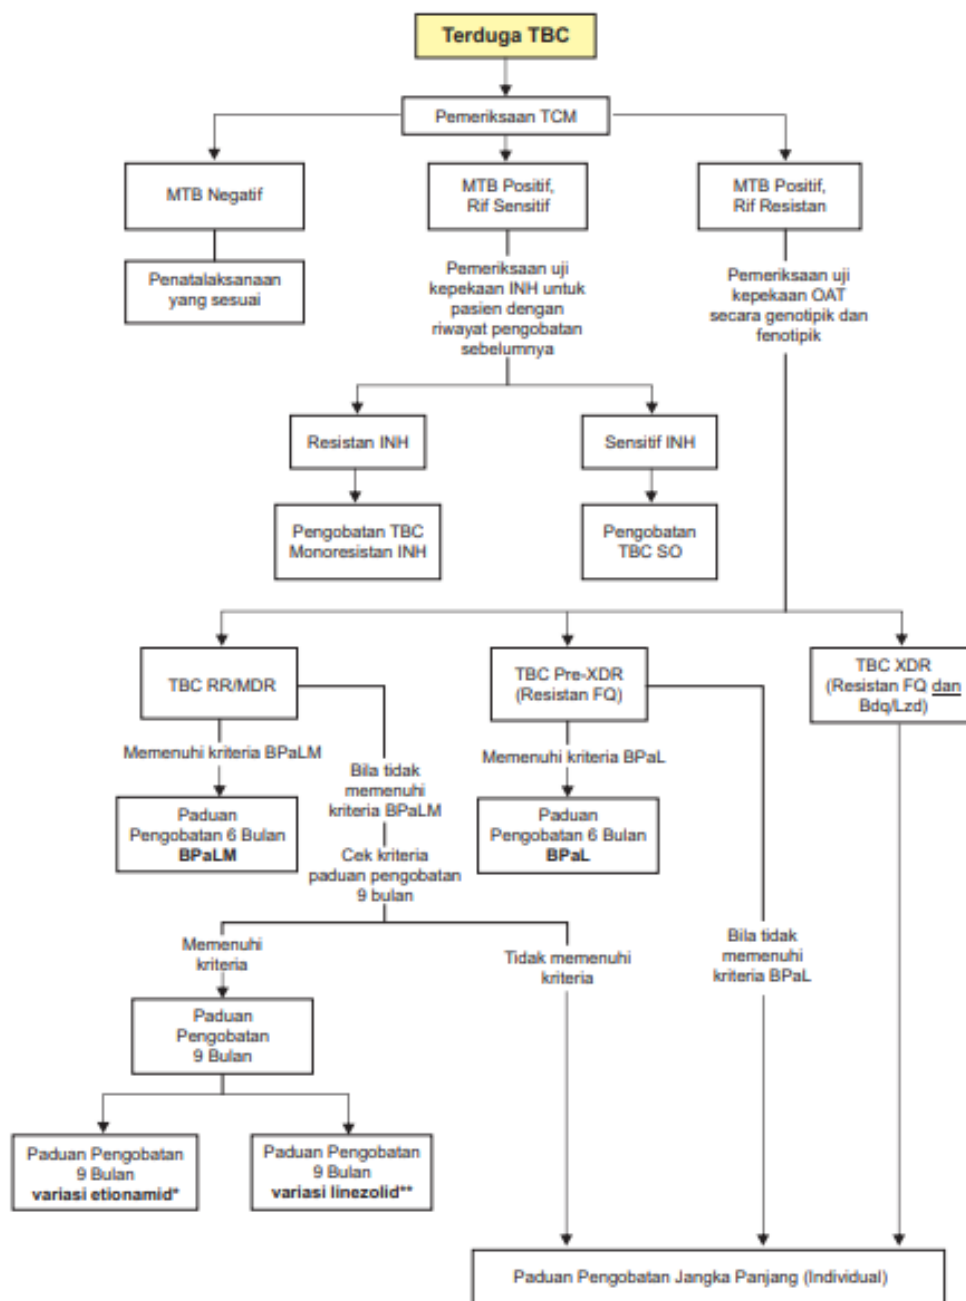 Terduga TBC
Pemeriksaan TCM
MTB Negatif
MTB Positif,
Rif Sensitif
MTB Positif,
Rif Resistan
Penatalaksanaan
yang sesuai
Pemeriksaan uji
kepekaan INH untuk
pasien dengan
riwayat pengobatan
sebelumnya
Pemeriksaan uji
kepekaan OAT
secara genotipik dan
fenotipik
Resistan INH
Sensitif INH
Pengobatan TBC
Monoresistan INH
Pengobatan
TBC SO
TBC RR/MDR
TBC Pre-XDR
(Resistan FQ)
TBC XDR
(Resistan FQ dan
Bdq/Lzd)
Memenuhi kriteria BPaLM
Bila tidak
memenuhi
kriteria BPaLM
Memenuhi kriteria BPaL
Paduan
Pengobatan 6 Bulan
BPaLM
Cek kriteria
paduan pengobatan
9 bulan
Paduan
Pengobatan 6 Bulan
BPaL
Memenuhi
kriteria
Tidak memenuhi
kriteria
Bila tidak
memenuhi
kriteria BPaL
Paduan
Pengobatan
9 Bulan
Paduan Pengobatan
9 Bulan
variasi etionamid*
Paduan Pengobatan
9 Bulan
variasi linezolid**
Paduan Pengobatan Jangka Panjang (Individual)